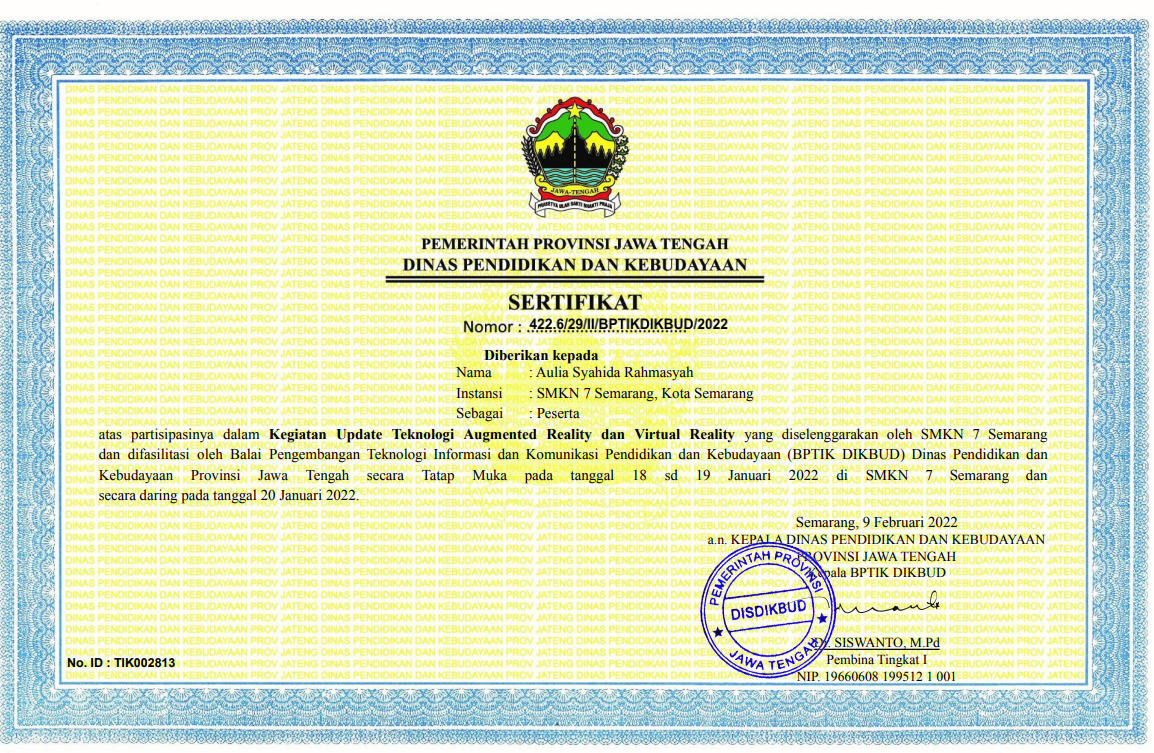 JAWA-TENGAH
PRASETYA ULAH SAKTI BHAKTI PRAJA
PEMERINTAH PROVINSI JAWA TENGAH
DINAS PENDIDIKAN DAN KEBUDAYAAN
SERTIFIKAT
Nomor : 422.6/29/II/BPTIKDIKBUD/2022
Diberikan kepada
Nama : Aulia Syahida Rahmasyah
Instansi : SMKN 7 Semarang, Kota Semarang
Sebagai : Peserta
atas partisipasinya dalam Kegiatan Update Teknologi Augmented Reality dan Virtual Reality yang diselenggarakan oleh SMKN 7 Semarang
dan difasilitasi oleh Balai Pengembangan Teknologi Informasi dan Komunikasi Pendidikan dan Kebudayaan (BPTIK DIKBUD) Dinas Pendidikan dan
Kebudayaan Provinsi Jawa Tengah secara Tatap Muka pada tanggal 18 sd 19 Januari 2022 di SMKN 7 Semarang dan
secara daring pada tanggal 20 Januari 2022.
Semarang, 9 Februari 2022
a.n. KEPALA DINAS PENDIDIKAN DAN KEBUDAYAAN
PROVINSI JAWA TENGAH
Kepala BPTIK DIKBUD
PEMERINTAH PROVINSI
DISDIKBUD
JAWA TENGAH
Dr. SISWANTO, M.Pd
Pembina Tingkat I
NIP. 19660608 199512 1 001
No. ID : TIK002813